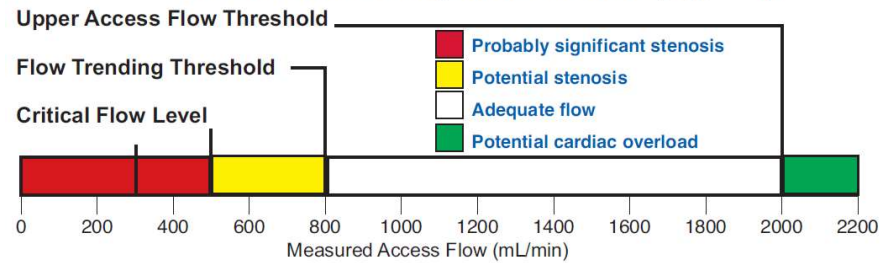 Upper Access Flow Threshold
Flow Trending Threshold
Critical Flow Level
Probably significant stenosis
Potential stenosis
Adequate flow
Potential cardiac overload
0 200 400 600 800 1000 1200 1400 1600 1800 2000 2200
Measured Access Flow (mL/min)